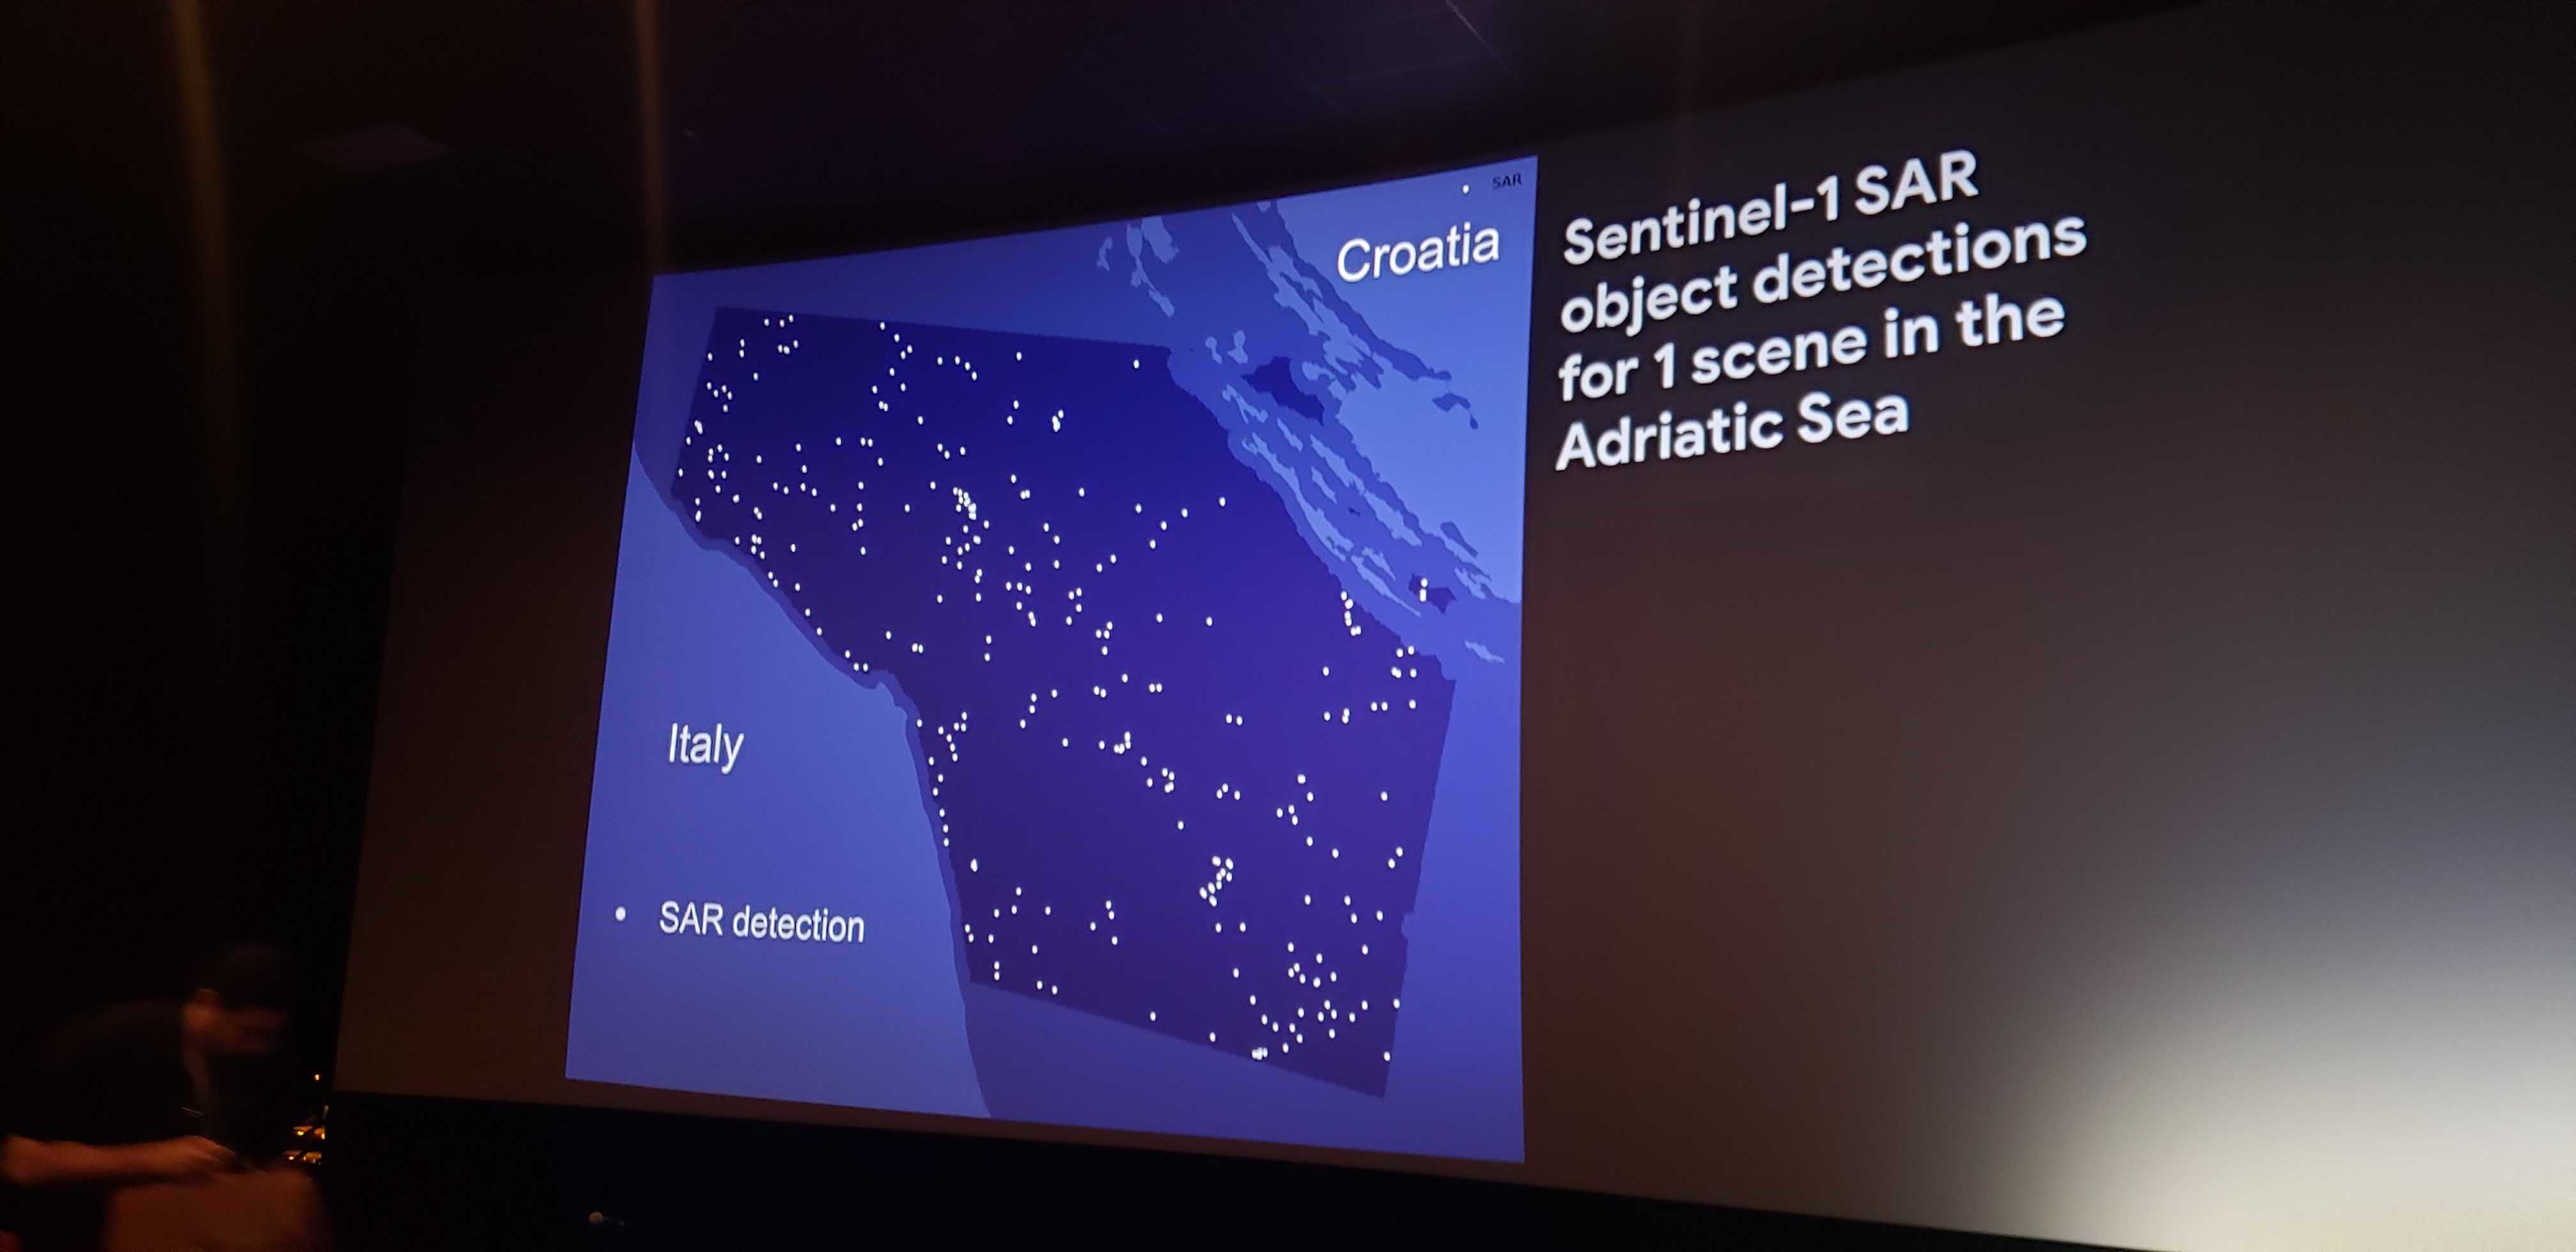 SAR
Croatia
Italy
SAR detection
Sentinel-1 SAR
object detections
for 1 scene in the
Adriatic Sea